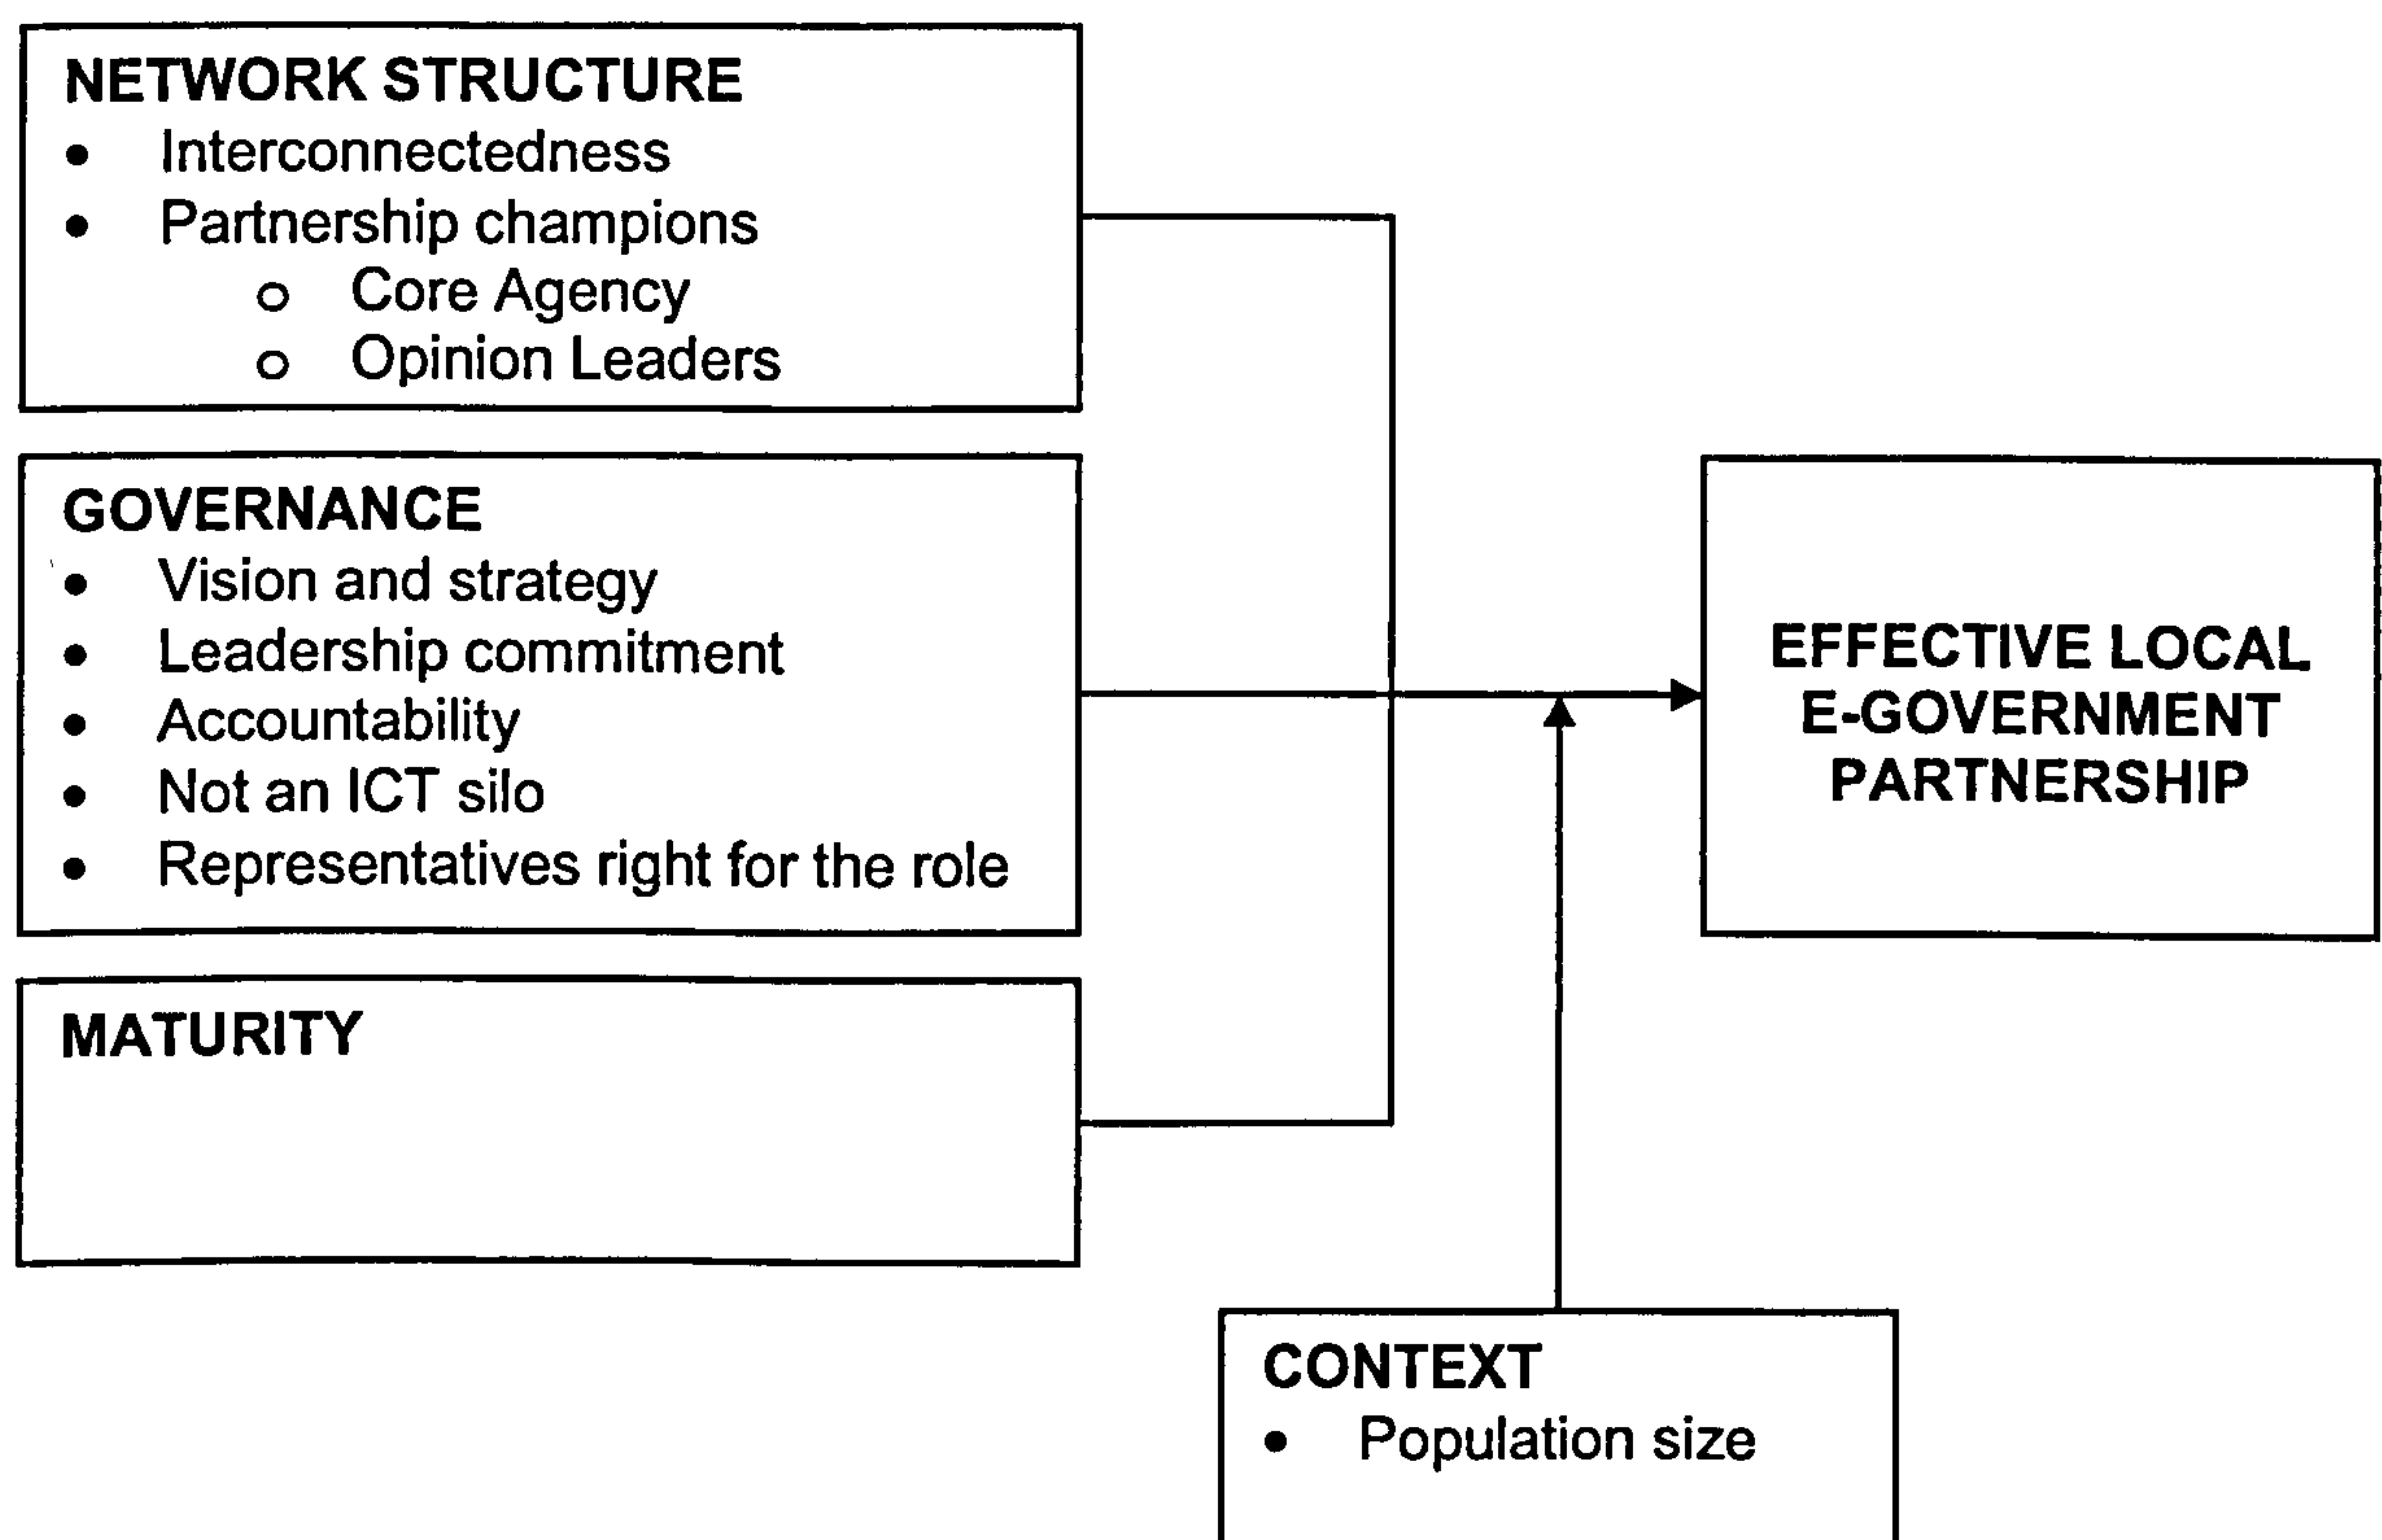 NETWORK STRUCTURE
• Interconnectedness
• Partnership champions
o Core Agency
o Opinion Leaders
GOVERNANCE
• Vision and strategy
• Leadership commitment
• Accountability
• Not an ICT silo
• Representatives right for the role
MATURITY
EFFECTIVE LOCAL
E-GOVERNMENT
PARTNERSHIP
CONTEXT
• Population size